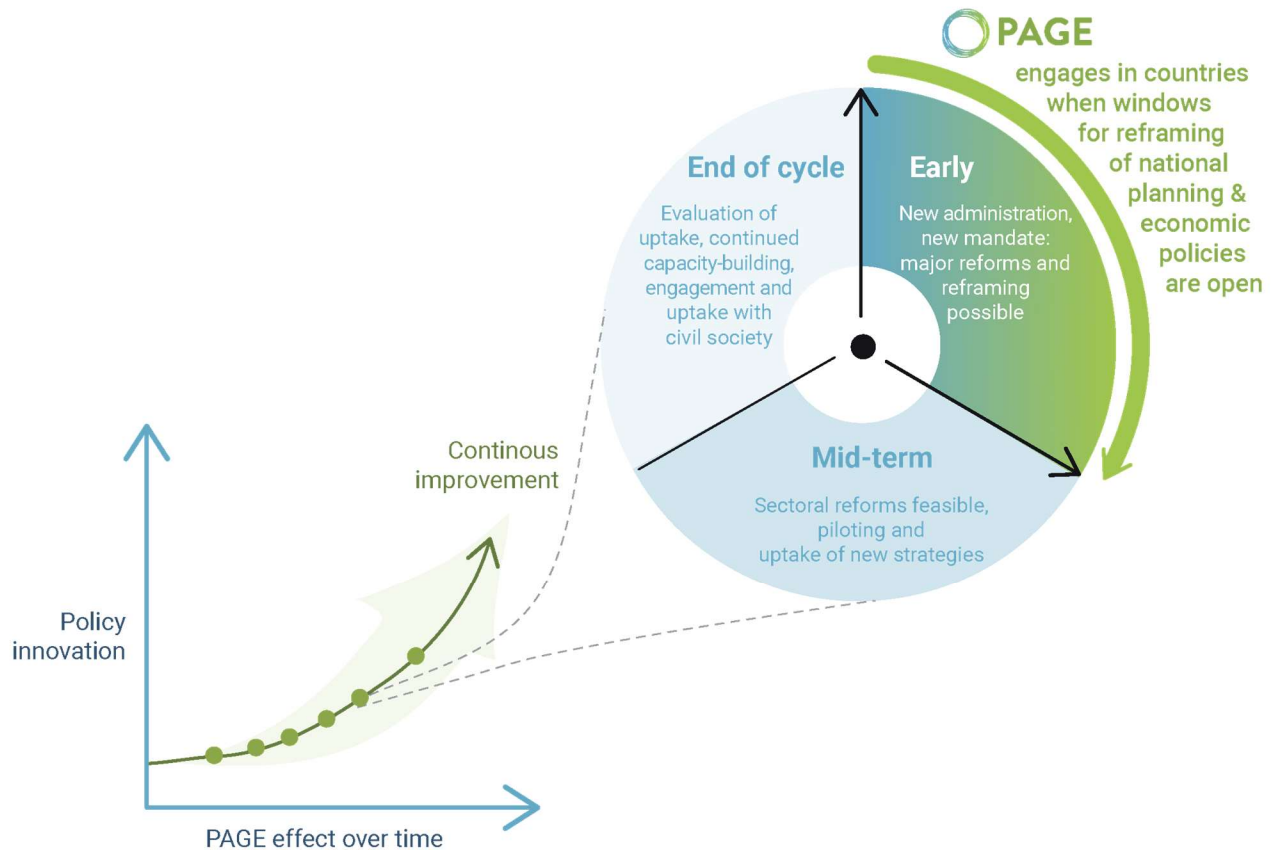 PAGE
engages in countries
when windows
for reframing
of national
planning &
economic
policies
are open
End of cycle
Evaluation of
uptake, continued
capacity-building,
engagement and
uptake with
civil society
Early
New administration,
new mandate:
major reforms and
reframing
possible
Mid-term
Sectoral reforms feasible,
piloting and
uptake of new strategies
Continous
improvement
Policy
innovation
PAGE effect over time